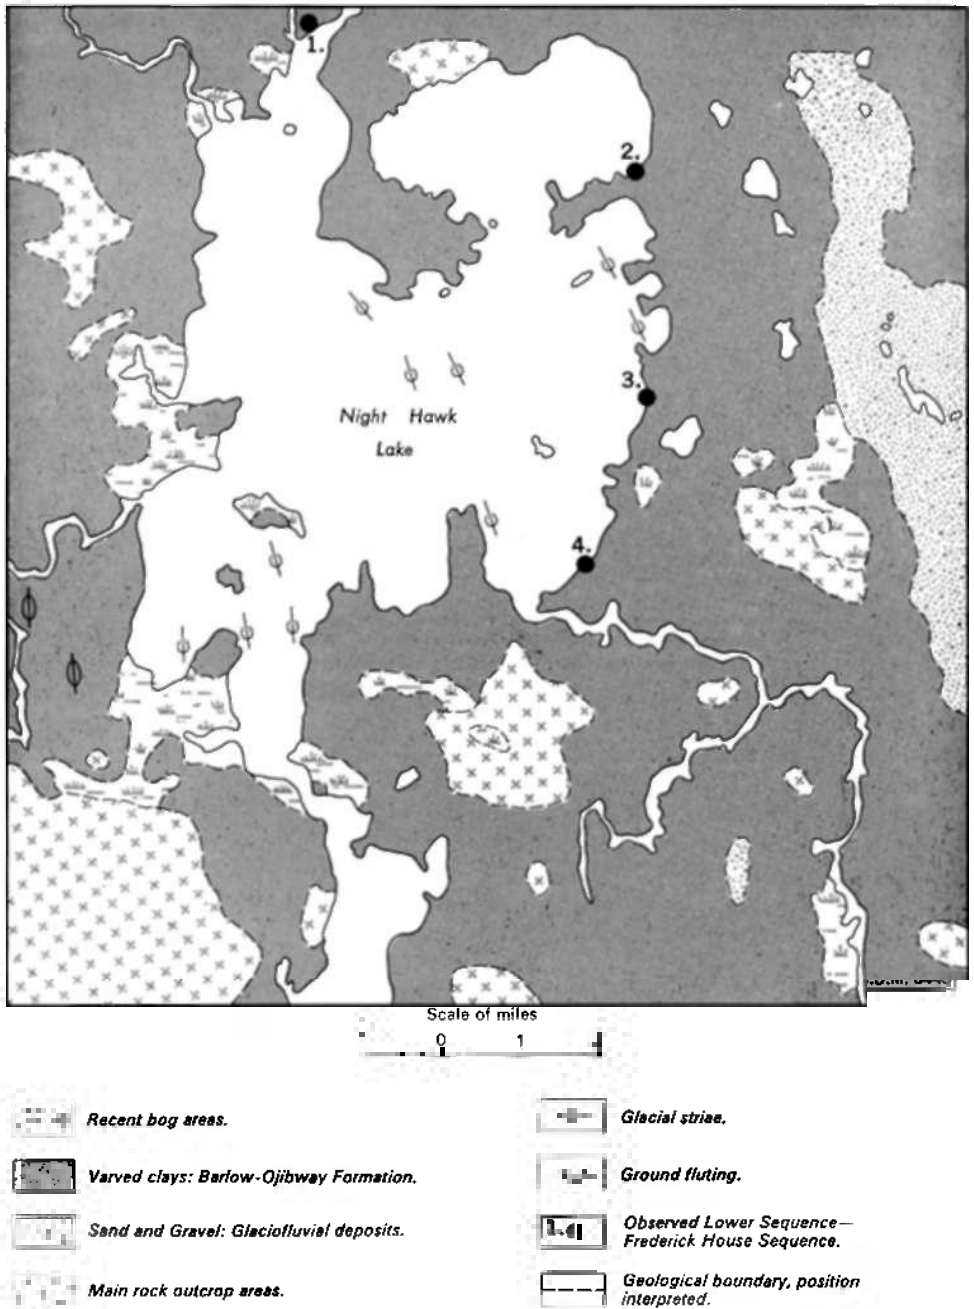 1.
2.
3.
4.
Night Hawk
Lake
Scale of miles
0 1
Recent bog areas.
Varved clays: Barlow-Ojibway Formation.
Sand and Gravel: Glaciofluvial deposits.
Main rock outcrop areas.
Glacial striae.
Ground fluting.
Observed Lower Sequence—
Frederick House Sequence.
Geological boundary, position
interpreted.